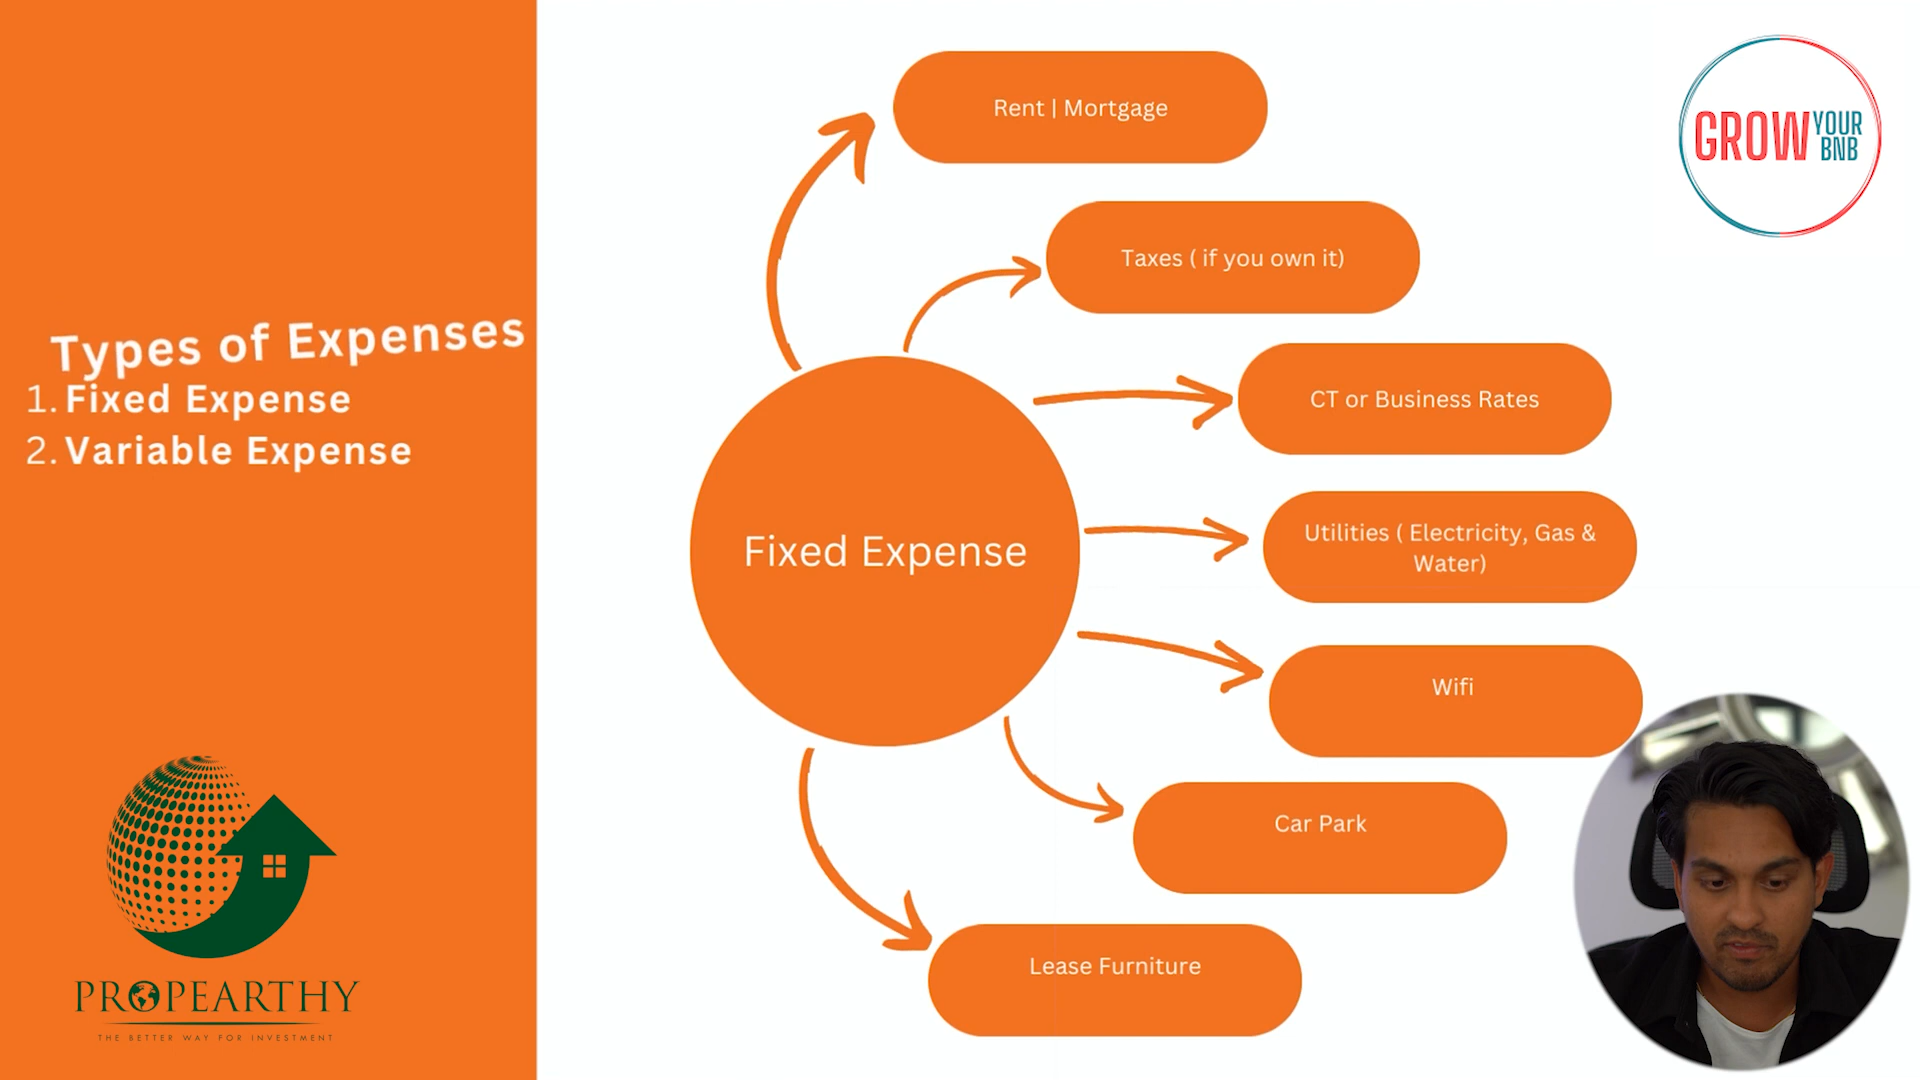 Types of Expenses
1. Fixed Expense
2. Variable Expense
PROPEARTHY
THE BETTER WAY FOR INVESTMENT
Fixed Expense
Rent | Mortgage
Taxes ( if you own it)
CT or Business Rates
Utilities ( Electricity, Gas &
Water)
Wifi
Car Park
Lease Furniture
GROW YOUR
BNB